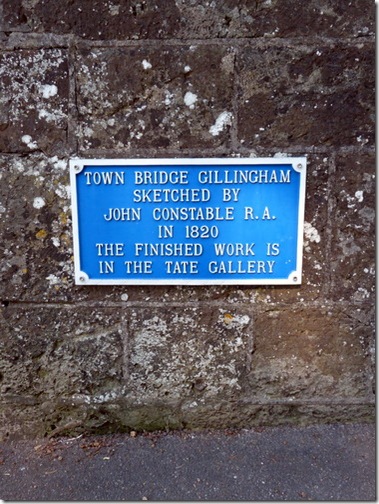 TOWN BRIDGE GILLINGHAM
SKETCHED BY
JOHN CONSTABLE R.A.
IN 1820
THE FINISHED WORK IS
IN THE TATE GALLERY